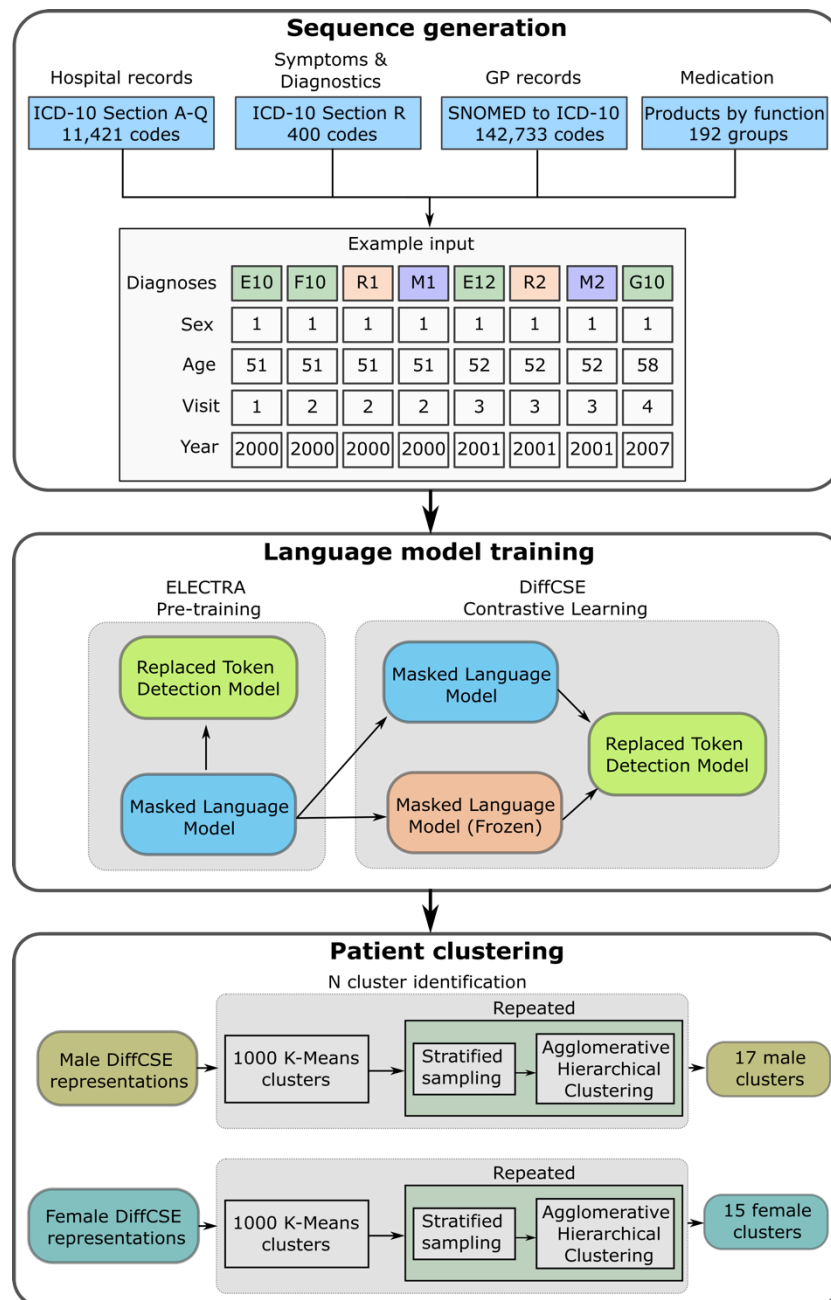 Sequence generation
Hospital records
Symptoms &
Diagnostics
GP records
Medication
ICD-10 Section A-Q
11,421 codes
ICD-10 Section R
400 codes
SNOMED to ICD-10
142,733 codes
Products by function
192 groups
Example input
Diagnoses E10 F10 R1 M1 E12 R2 M2 G10
Sex 1 1 1 1 1 1 1 1
Age 51 51 51 51 52 52 52 58
Visit 1 2 2 2 3 3 3 4
Year 2000 2000 2000 2000 2001 2001 2001 2007
Language model training
ELECTRA
Pre-training
DiffCSE
Contrastive Learning
Replaced Token
Detection Model
Masked Language
Model
Masked Language
Model
Masked Language
Model (Frozen)
Replaced Token
Detection Model
Patient clustering
N cluster identification
Repeated
Male DiffCSE
representations
1000 K-Means
clusters
Stratified
sampling
Agglomerative
Hierarchical
Clustering
17 male
clusters
Repeated
Female DiffCSE
representations
1000 K-Means
clusters
Stratified
sampling
Agglomerative
Hierarchical
Clustering
15 female
clusters